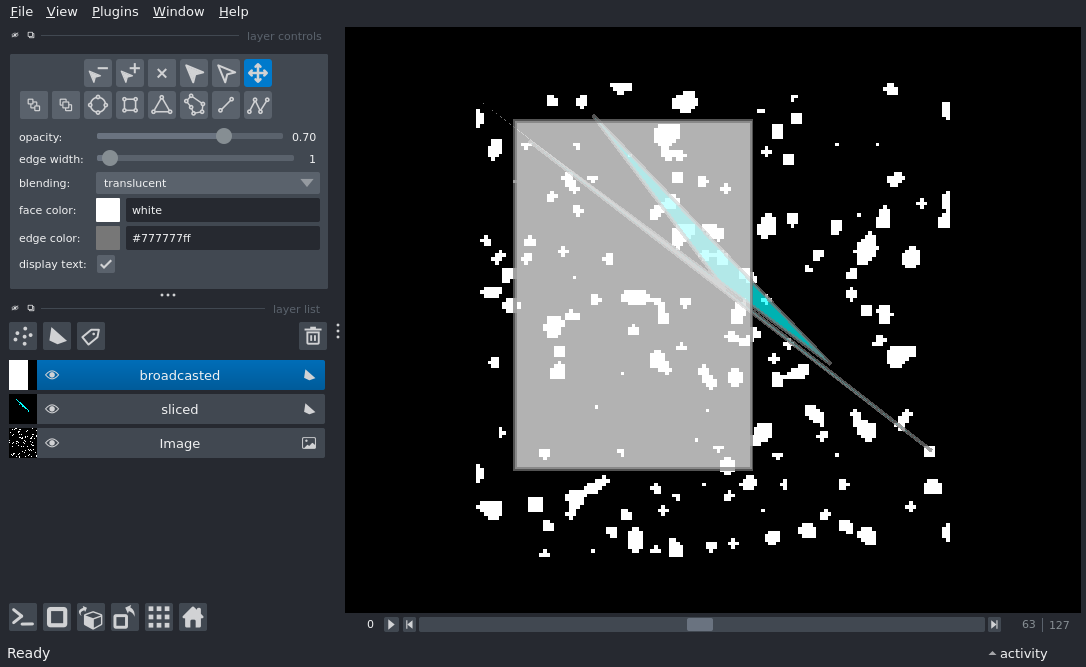 File View Plugins Window Help
layer controls
opacity: 0.70
edge width: 1
blending: translucent
face color: white
edge color: #777777ff
display text:
layer list
broadcasted
sliced
Image
0 63 127
Ready activity